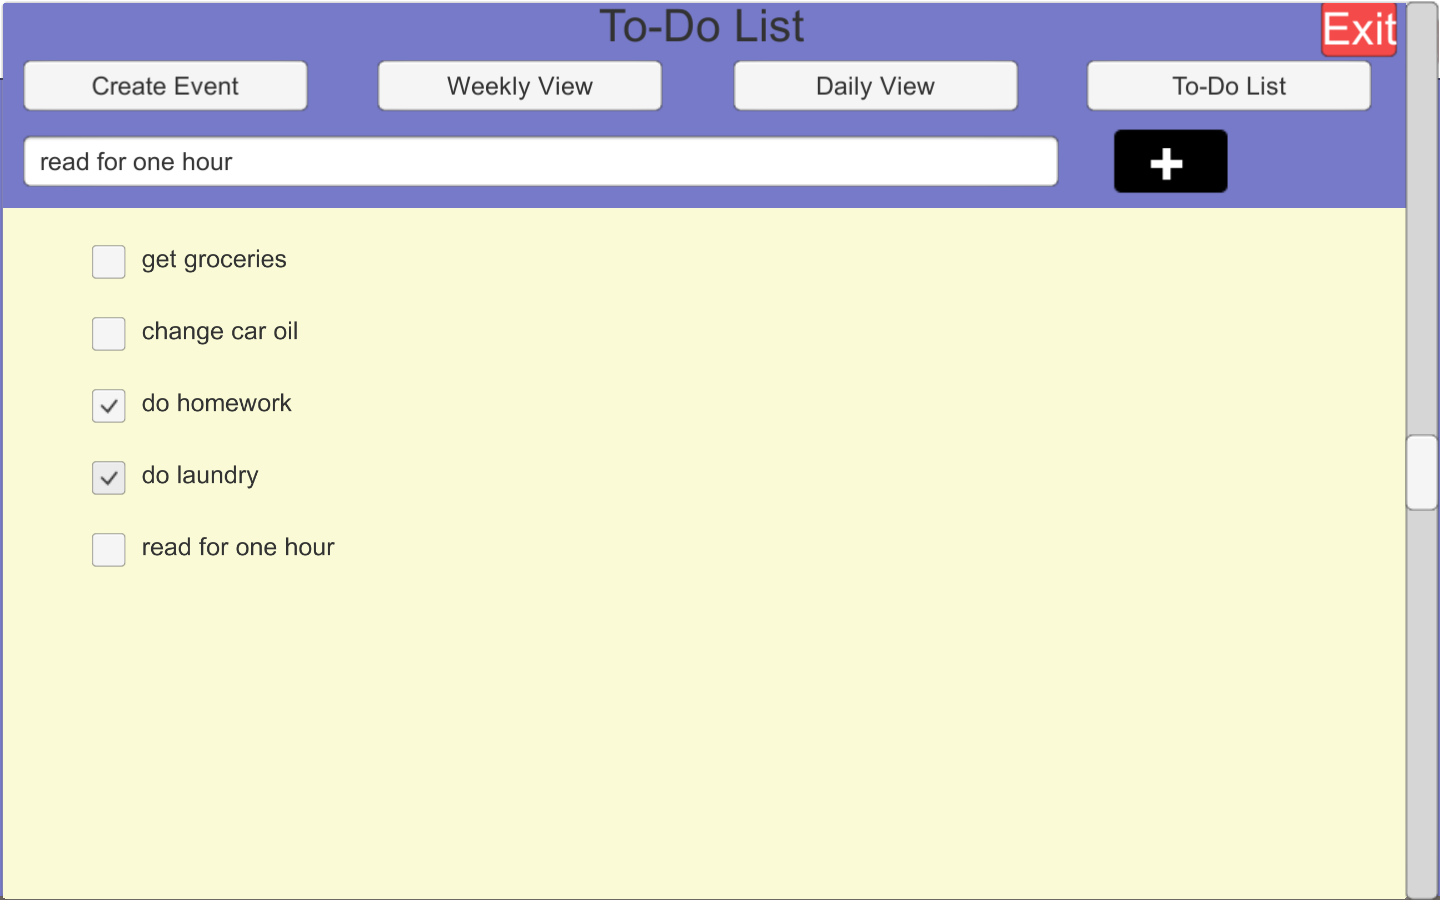 To-Do List
Exit
Create Event
Weekly View
Daily View
To-Do List
read for one hour
+
get groceries
change car oil
do homework
do laundry
read for one hour